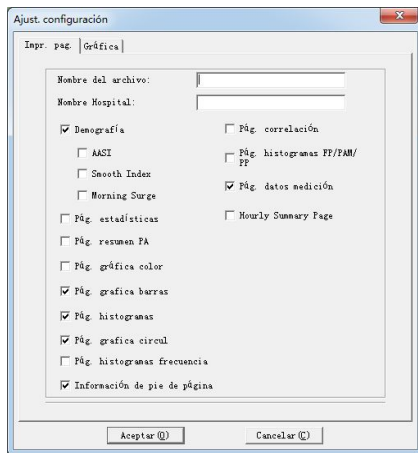 Ajust. configuración
Impr. pag.
Gráfica
Nombre del archivo:
Nombre Hospital:
Demografía
AASI
Smooth Index
Morning Surge
Pág. estadísticas
Pág. resumen PA
Pág. gráfica color
Pág. grafica barras
Pág. histogramas
Pág. grafica circul
Pág. histogramas frecuencia
Información de pie de página
Pág. correlación
Pág. histogramas FP/PAM/
PP
Pág. datos medición
Hourly Summary Page
Aceptar(O)
Cancelar(C)